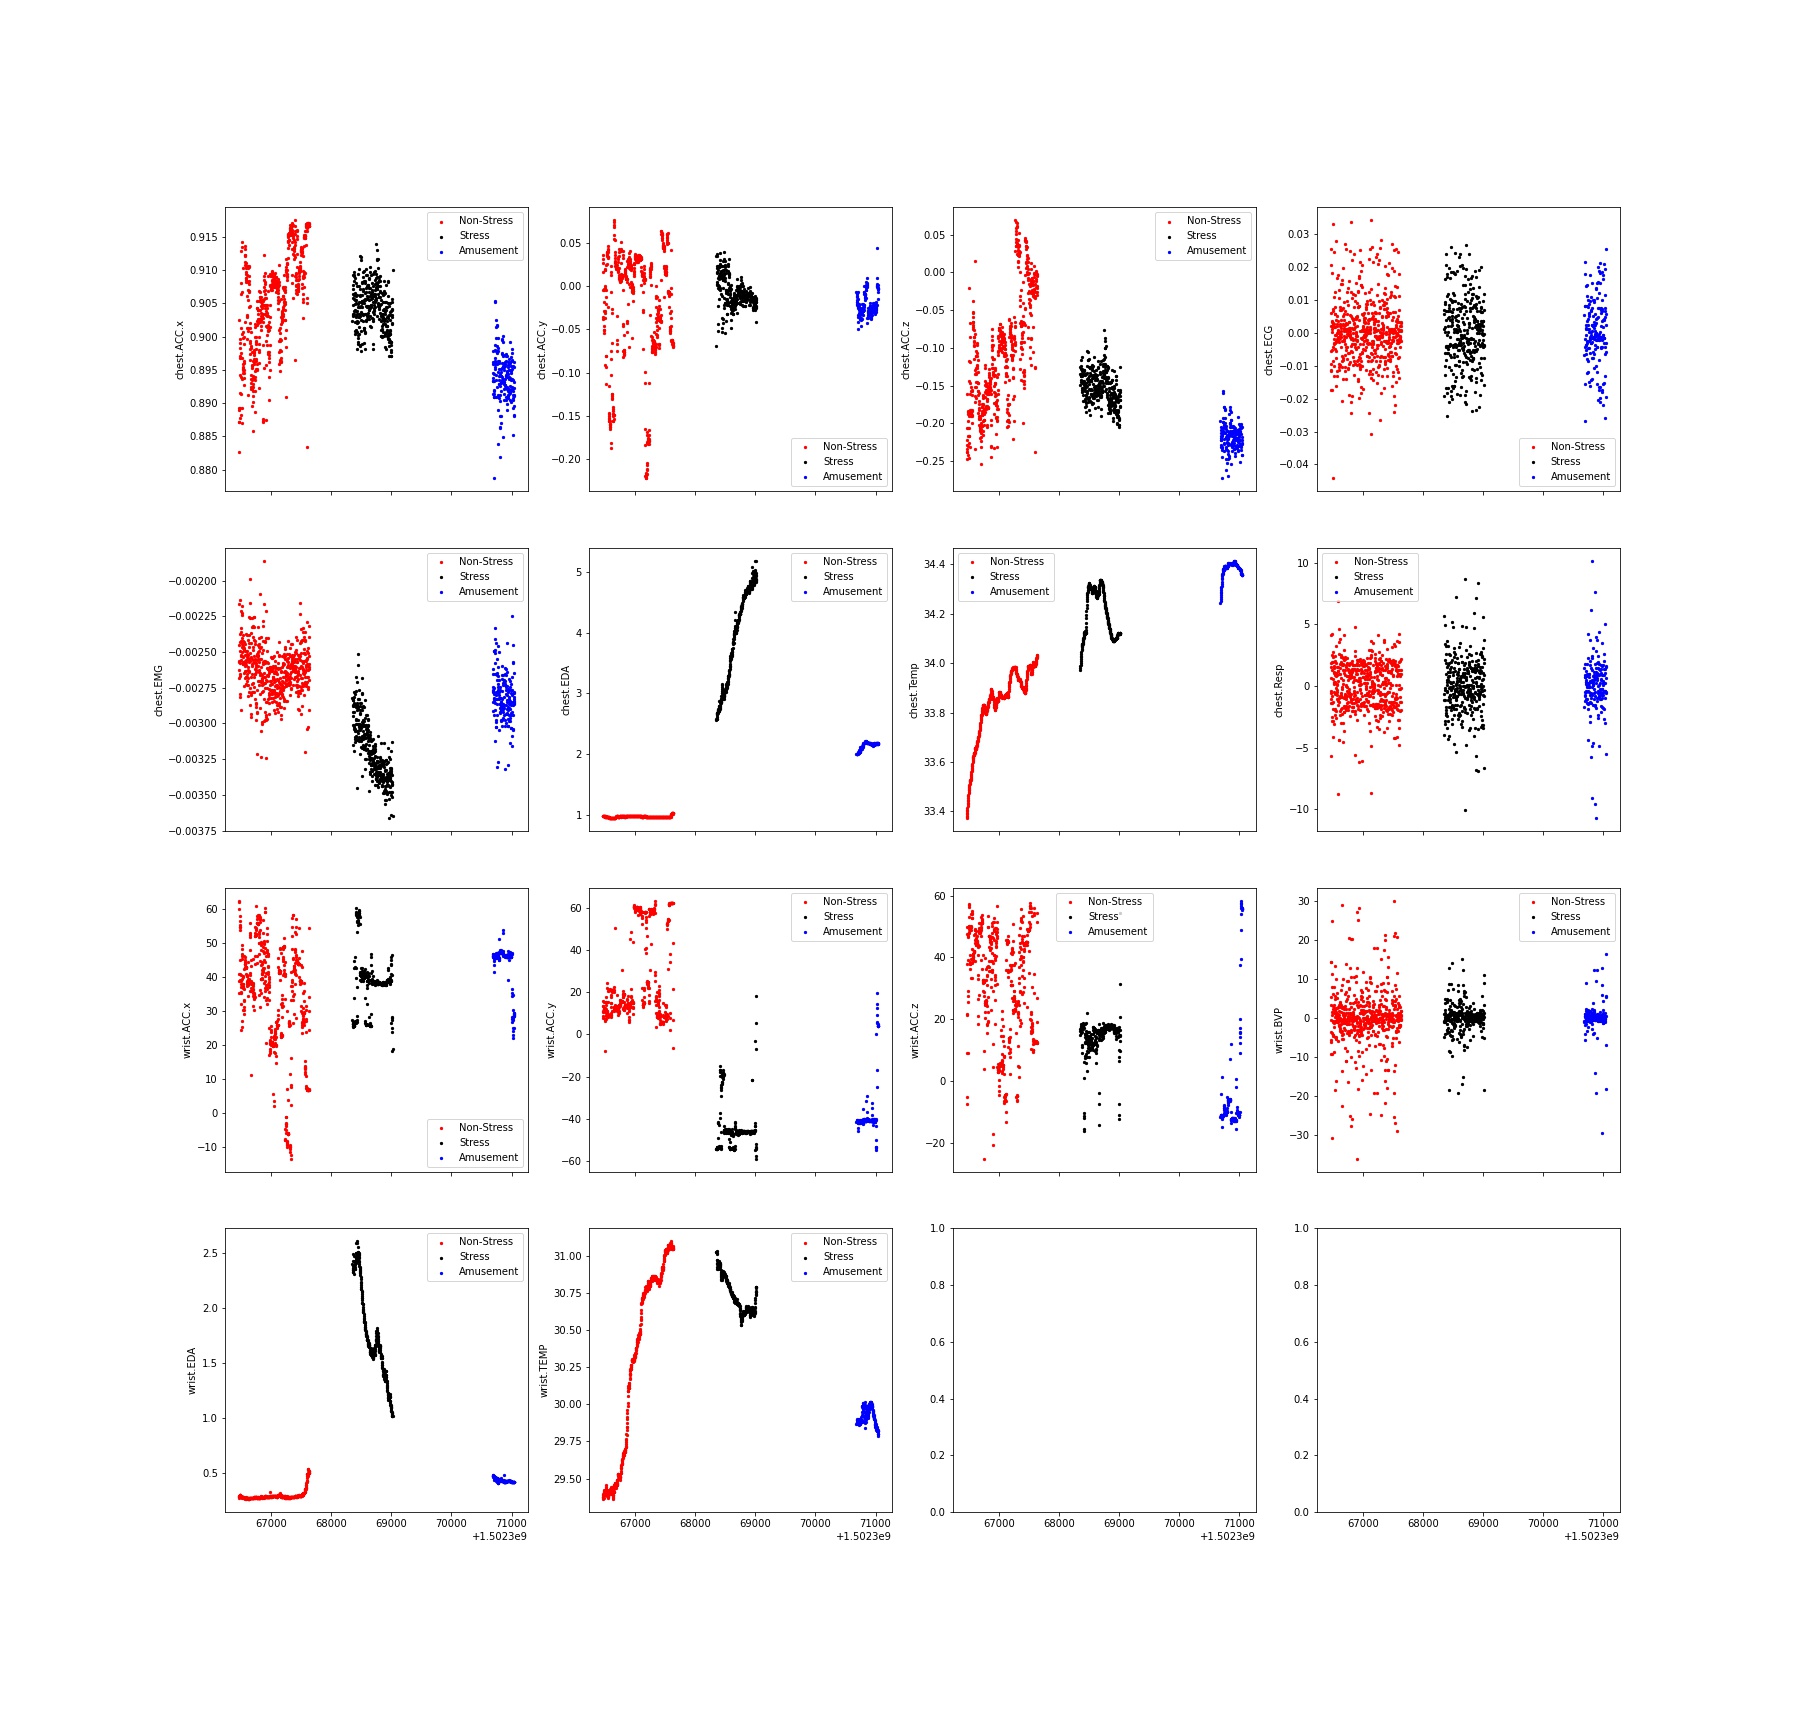 0.915
0.910
0.905
0.900
0.895
0.890
0.885
0.880
chest.ACC.x
Non-Stress
Stress
Amusement
0.05
0.00
−0.05
−0.10
−0.15
−0.20
chest.ACC.y
Non-Stress
Stress
Amusement
0.05
0.00
−0.05
−0.10
−0.15
−0.20
−0.25
chest.ACC.z
Non-Stress
Stress
Amusement
0.03
0.02
0.01
0.00
−0.01
−0.02
−0.03
−0.04
chest.ECG
Non-Stress
Stress
Amusement
−0.00200
−0.00225
−0.00250
−0.00275
−0.00300
−0.00325
−0.00350
−0.00375
chest.EMG
Non-Stress
Stress
Amusement
5
4
3
2
1
chest.EDA
Non-Stress
Stress
Amusement
34.4
34.2
34.0
33.8
33.6
33.4
chest.Temp
Non-Stress
Stress
Amusement
10
5
0
−5
−10
chest.Resp
Non-Stress
Stress
Amusement
60
50
40
30
20
10
0
−10
wrist.ACC.x
Non-Stress
Stress
Amusement
60
40
20
0
−20
−40
−60
wrist.ACC.y
Non-Stress
Stress
Amusement
60
40
20
0
−20
wrist.ACC.z
Non-Stress
Stress
Amusement
30
20
10
0
−10
−20
−30
wrist.BVP
Non-Stress
Stress
Amusement
2.5
2.0
1.5
1.0
0.5
wrist.EDA
Non-Stress
Stress
Amusement
67000 68000 69000 70000 71000
+1.5023e9
31.00
30.75
30.50
30.25
30.00
29.75
29.50
wrist.TEMP
Non-Stress
Stress
Amusement
67000 68000 69000 70000 71000
+1.5023e9
1.0
0.8
0.6
0.4
0.2
0.0
67000 68000 69000 70000 71000
+1.5023e9
1.0
0.8
0.6
0.4
0.2
0.0
67000 68000 69000 70000 71000
+1.5023e9